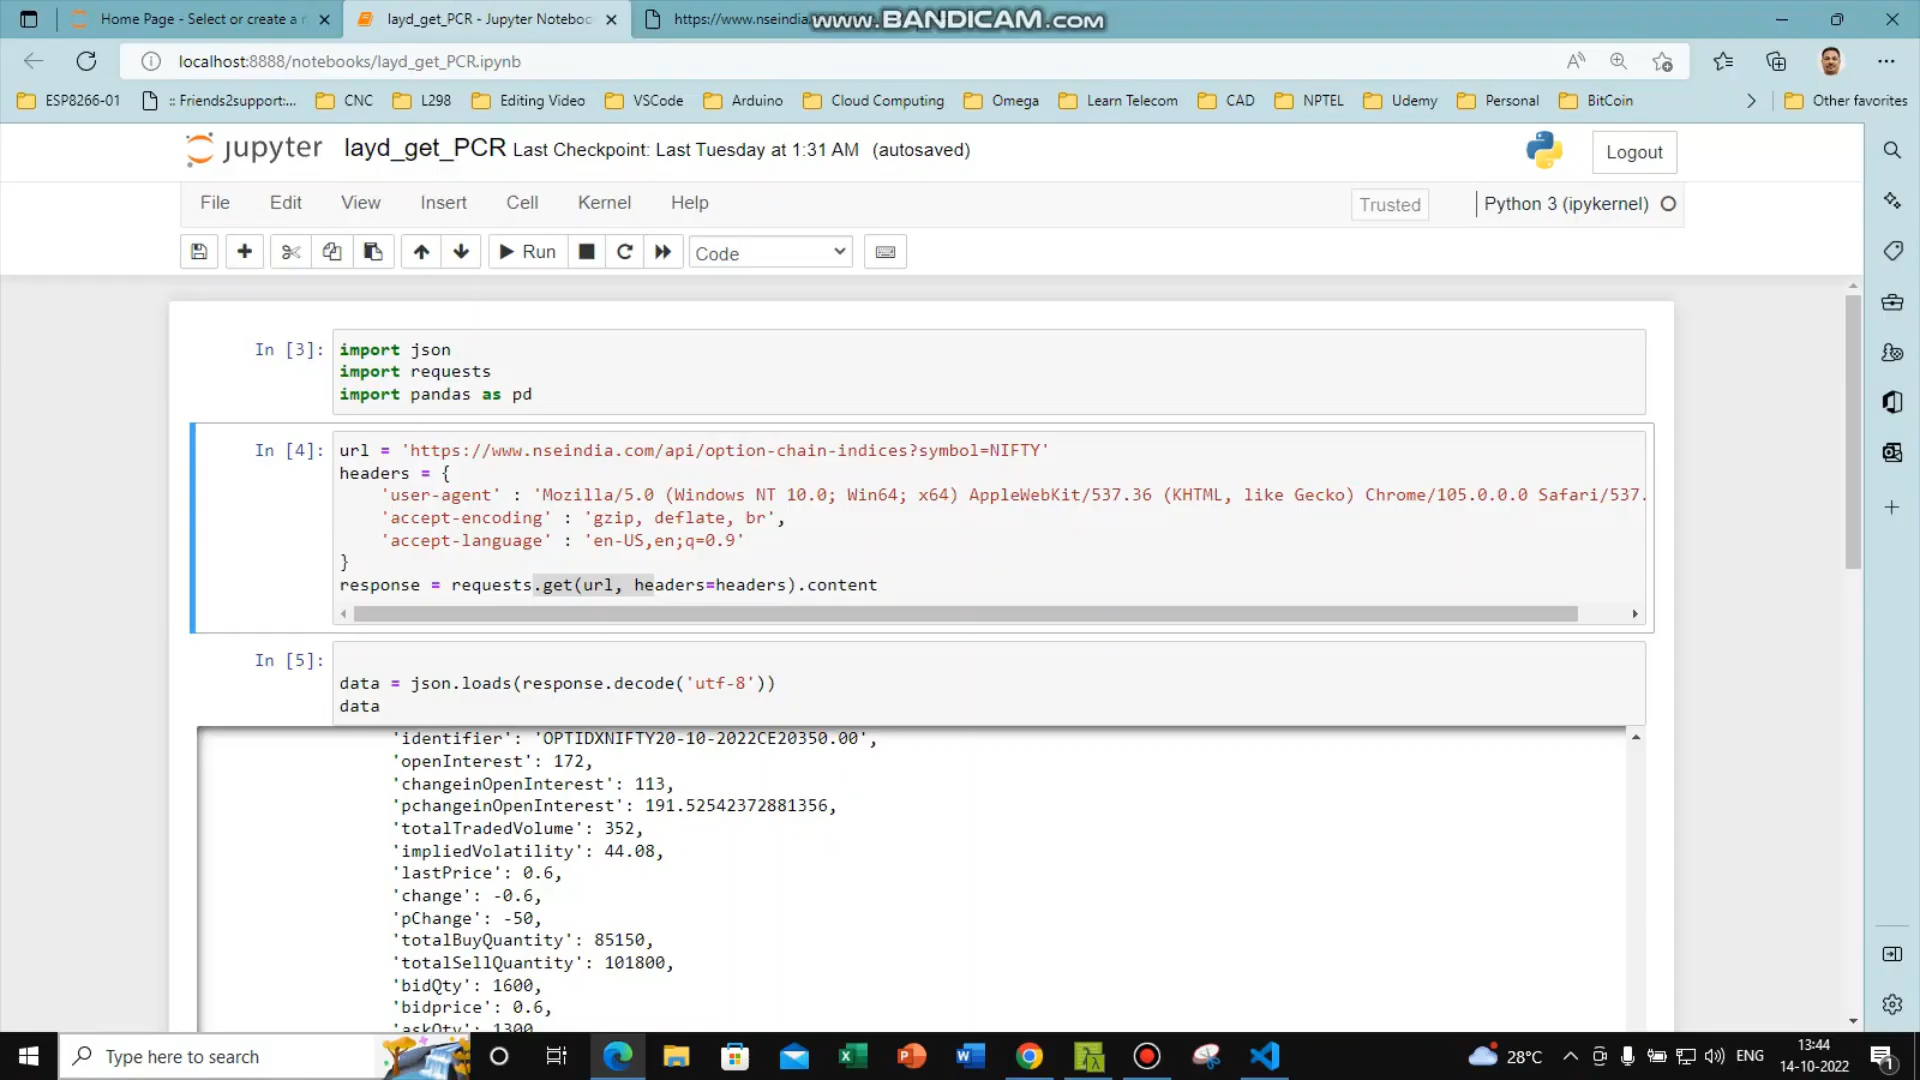 Home Page - Select or create a n
layd_get_PCR - Jupyter Noteboo
https://www.nseindia.
www.BANDICAM.com
localhost:8888/notebooks/layd_get_PCR.ipynb
ESP8266-01
:: Friends2support:...
CNC
L298
Editing Video
VSCode
Arduino
Cloud Computing
Omega
Learn Telecom
CAD
NPTEL
Udemy
Personal
BitCoin
Other favorites
jupyter layd_get_PCR Last Checkpoint: Last Tuesday at 1:31 AM (autosaved)
Logout
File Edit View Insert Cell Kernel Help
Trusted
Python 3 (ipykernel)
Run
Code
In [3]:
import json
import requests
import pandas as pd
In [4]:
url = 'https://www.nseindia.com/api/option-chain-indices?symbol=NIFTY'
headers = {
'user-agent' : 'Mozilla/5.0 (Windows NT 10.0; Win64; x64) AppleWebKit/537.36 (KHTML, like Gecko) Chrome/105.0.0.0 Safari/537.
'accept-encoding' : 'gzip, deflate, br',
'accept-language' : 'en-US,en;q=0.9'
}
response = requests.get(url, headers=headers).content
In [5]:
data = json.loads(response.decode('utf-8'))
data
'identifier': 'OPTIDXNIFTY20-10-2022CE20350.00',
'openInterest': 172,
'changeinOpenInterest': 113,
'pchangeinOpenInterest': 191.52542372881356,
'totalTradedVolume': 352,
'impliedVolatility': 44.08,
'lastPrice': 0.6,
'change': -0.6,
'pChange': -50,
'totalBuyQuantity': 85150,
'totalSellQuantity': 101800,
'bidQty': 1600,
'bidprice': 0.6,
'askQty': 1300
Type here to search
28°C
ENG
13:44
14-10-2022
1